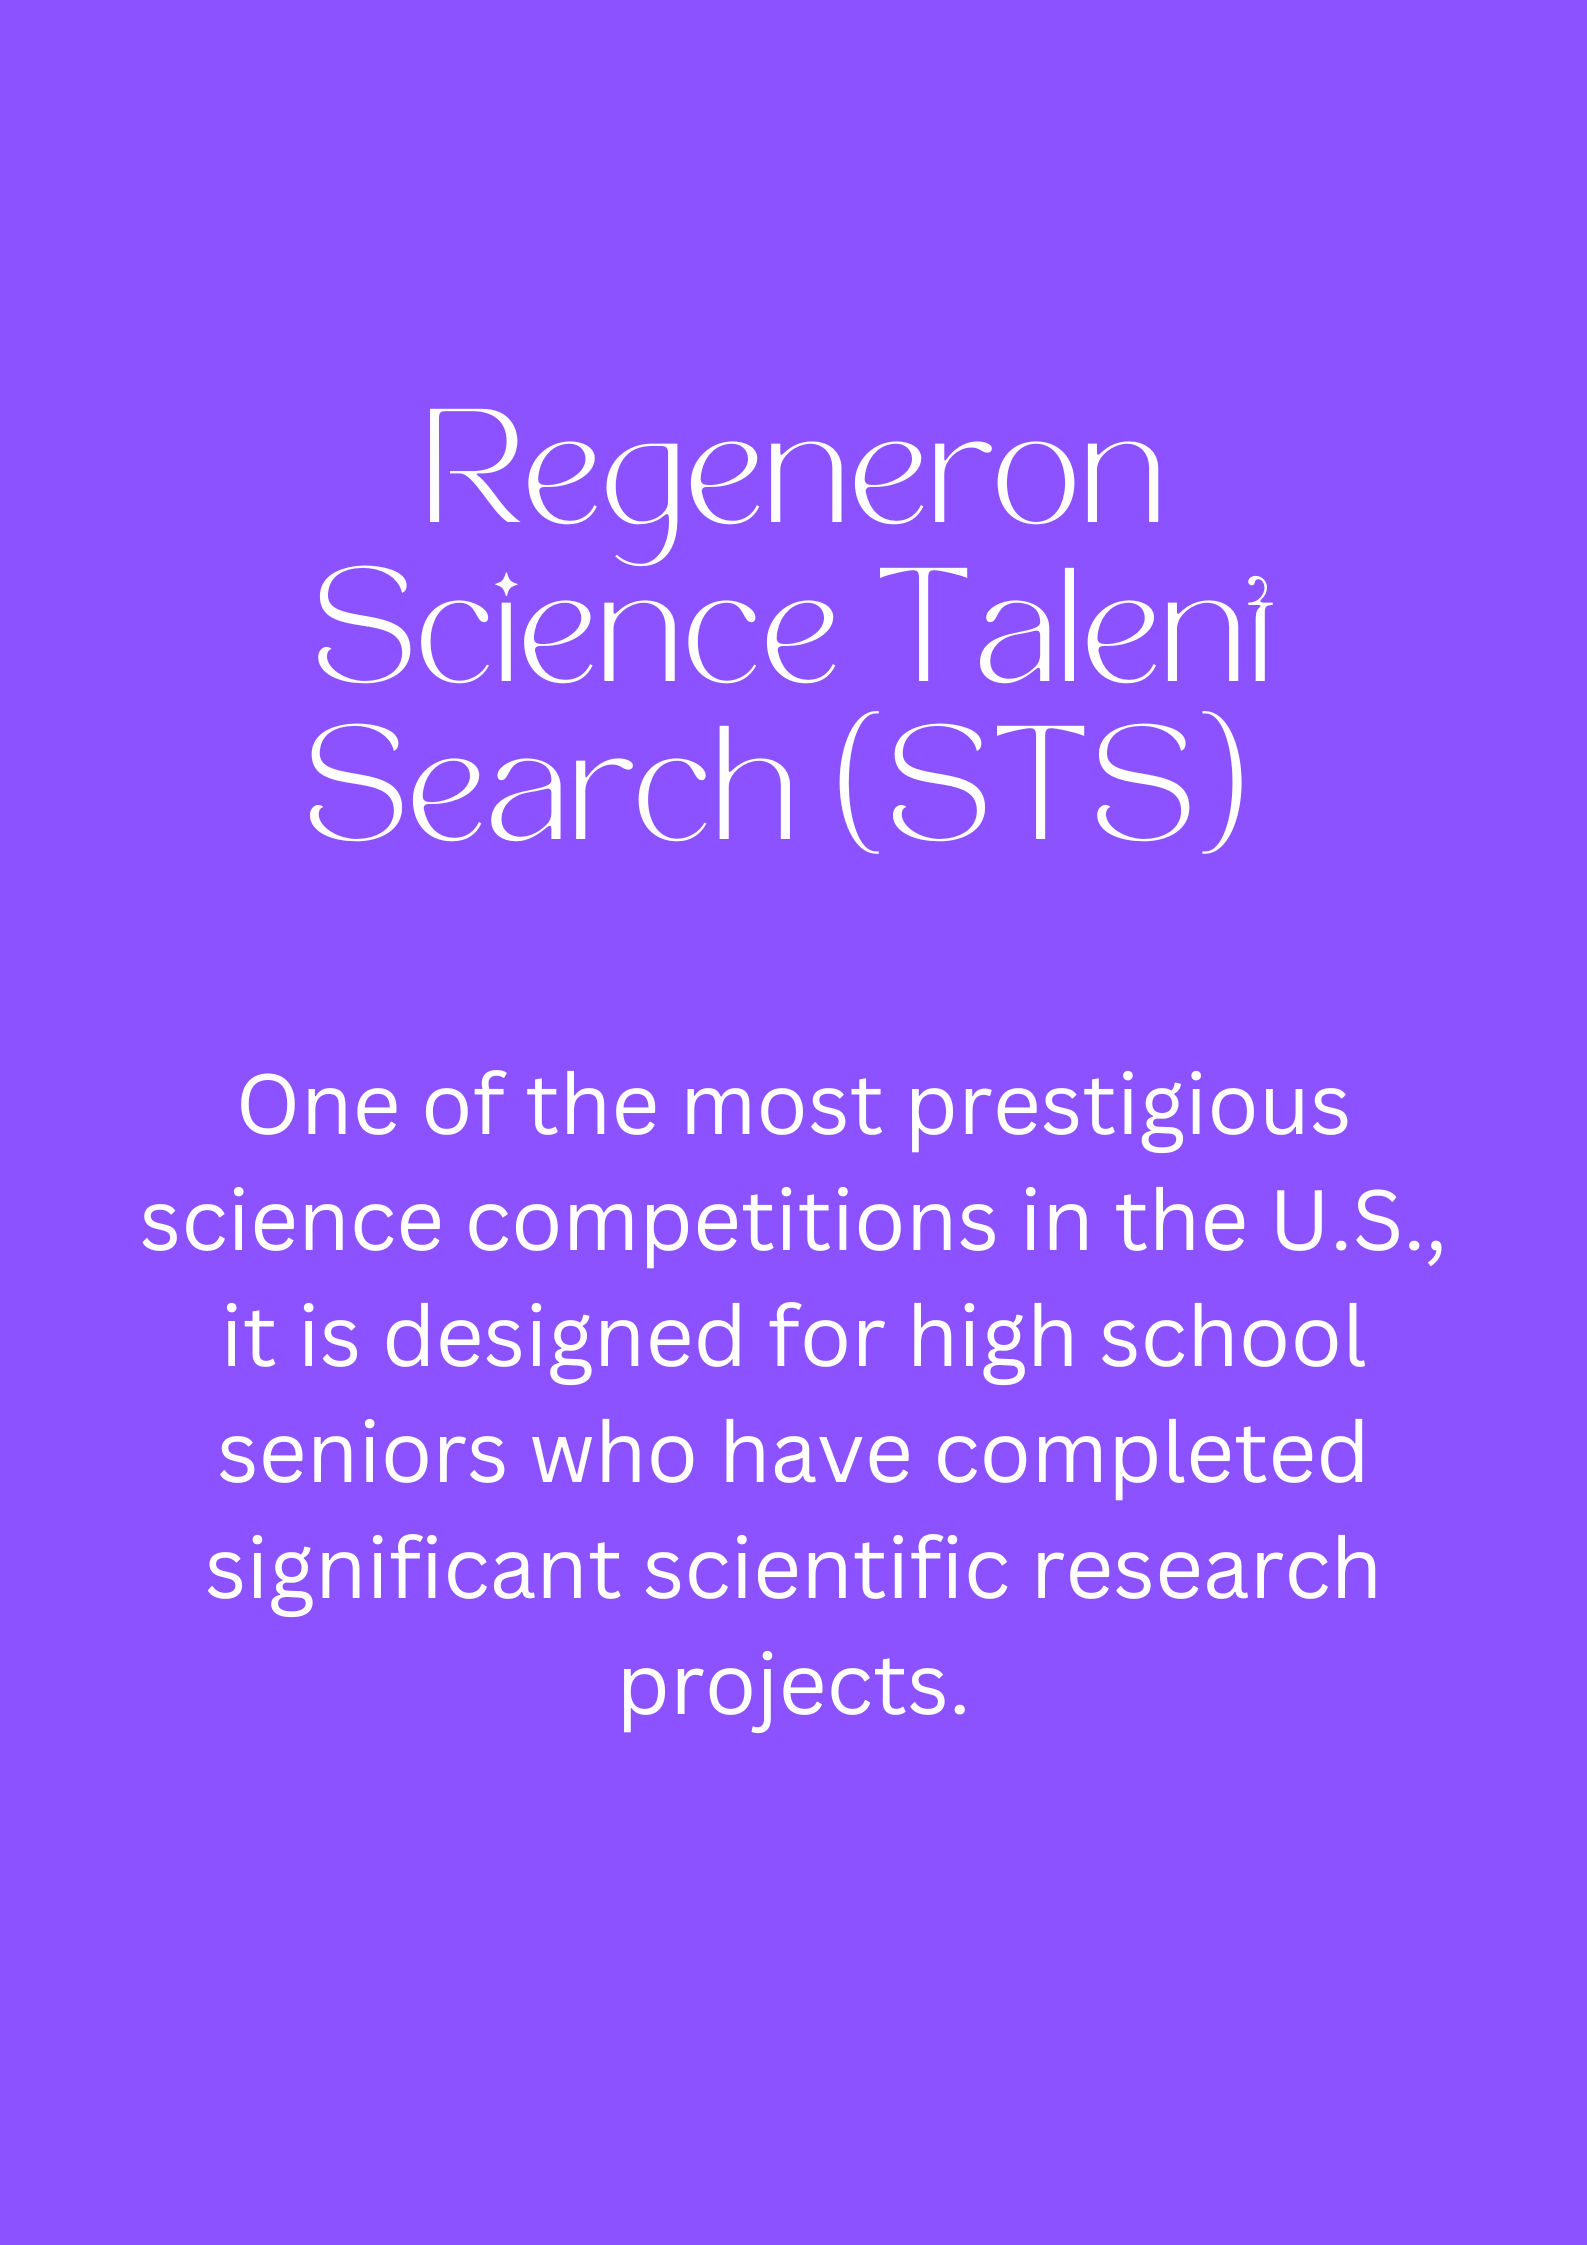 Regeneron
Science Talent
Search (STS)
One of the most prestigious
science competitions in the U.S.,
it is designed for high school
seniors who have completed
significant scientific research
projects.